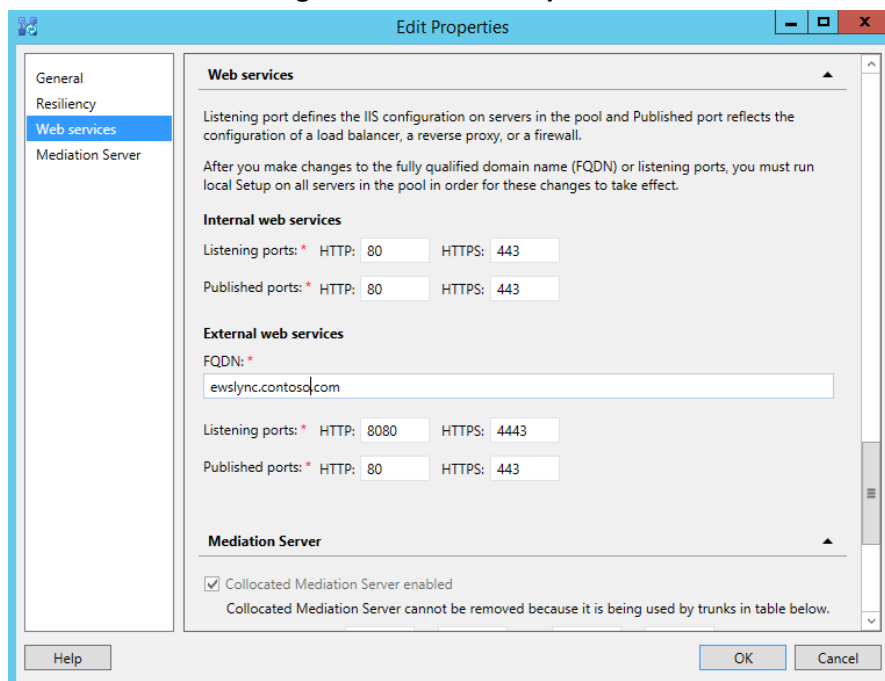 Edit Properties
General
Resiliency
Web services
Mediation Server
Web services
Listening port defines the IIS configuration on servers in the pool and Published port reflects the
configuration of a load balancer, a reverse proxy, or a firewall.
After you make changes to the fully qualified domain name (FQDN) or listening ports, you must run
local Setup on all servers in the pool in order for these changes to take effect.
Internal web services
Listening ports: * HTTP: 80 HTTPS: 443
Published ports: * HTTP: 80 HTTPS: 443
External web services
FQDN: *
ewslync.contoso.com
Listening ports: * HTTP: 8080 HTTPS: 4443
Published ports: * HTTP: 80 HTTPS: 443
Mediation Server
Collocated Mediation Server enabled
Collocated Mediation Server cannot be removed because it is being used by trunks in table below.
Help OK Cancel